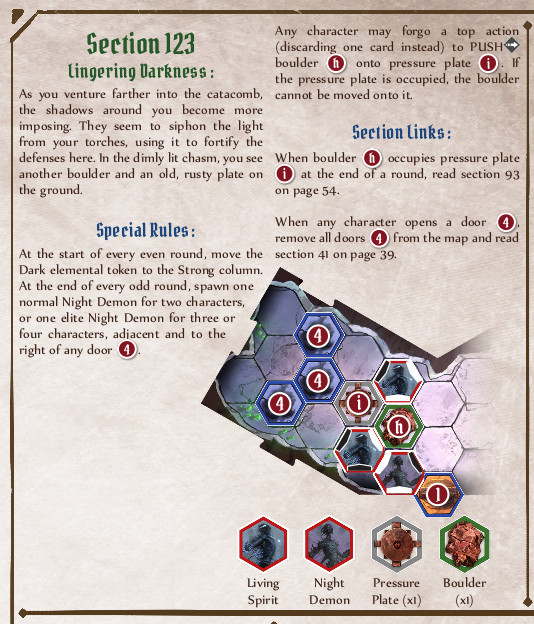 Section 123
Lingering Darkness:
As you venture farther into the catacomb,
the shadows around you become more
imposing. They seem to siphon the light
from your torches, using it to fortify the
defenses here. In the dimly lit chasm, you see
another boulder and an old, rusty plate on
the ground.
Special Rules:
At the start of every even round, move the
Dark elemental token to the Strong column.
At the end of every odd round, spawn one
normal Night Demon for two characters,
or one elite Night Demon for three or
four characters, adjacent and to the
right of any door 4.
Any character may forgo a top action
(discarding one card instead) to PUSH
boulder h onto pressure plate i. If
the pressure plate is occupied, the boulder
cannot be moved onto it.
Section Links:
When boulder h occupies pressure plate
i at the end of a round, read section 93
on page 54.
When any character opens a door 4,
remove all doors 4 from the map and read
section 41 on page 39.
4
4
4
i
h
1
Living
Spirit
Night
Demon
Pressure
Plate (x1)
Boulder
(x1)